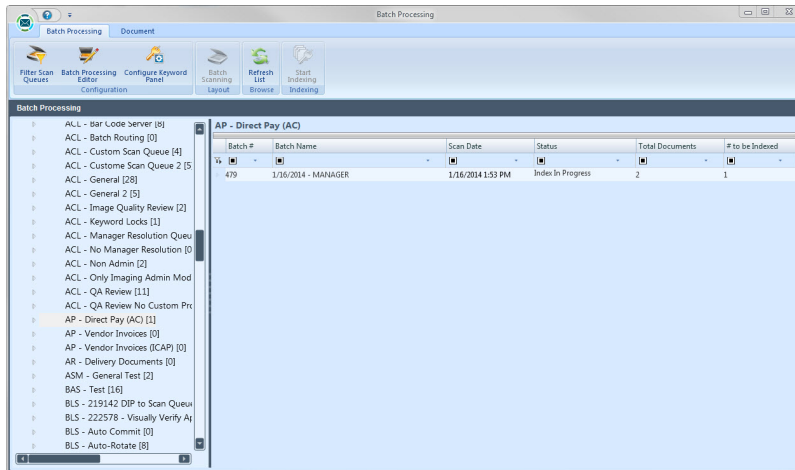 Batch Processing
Batch Processing Document
Filter Scan Queues
Batch Processing Editor
Configure Keyword Panel
Batch Scanning
Refresh List
Start Indexing
Configuration Layout Browse Indexing
Batch Processing
ACL - Bar Code Server [8]
ACL - Batch Routing [0]
ACL - Custom Scan Queue [4]
ACL - Custome Scan Queue 2 [5
ACL - General [28]
ACL - General 2 [5]
ACL - Image Quality Review [2]
ACL - Keyword Locks [1]
ACL - Manager Resolution Queu
ACL - No Manager Resolution [0
ACL - Non Admin [2]
ACL - Only Imaging Admin Mod
ACL - QA Review [11]
ACL - QA Review No Custom Pro
AP - Direct Pay (AC) [1]
AP - Vendor Invoices [0]
AP - Vendor Invoices (ICAP) [0]
AR - Delivery Documents [0]
ASM - General Test [2]
BAS - Test [16]
BLS - 219142 DIP to Scan Queue
BLS - 222578 - Visually Verify Ap
BLS - Auto Commit [0]
BLS - Auto-Rotate [8]
AP - Direct Pay (AC)
Batch # Batch Name Scan Date Status Total Documents # to be Indexed
479 1/16/2014 - MANAGER 1/16/2014 1:53 PM Index In Progress 2 1